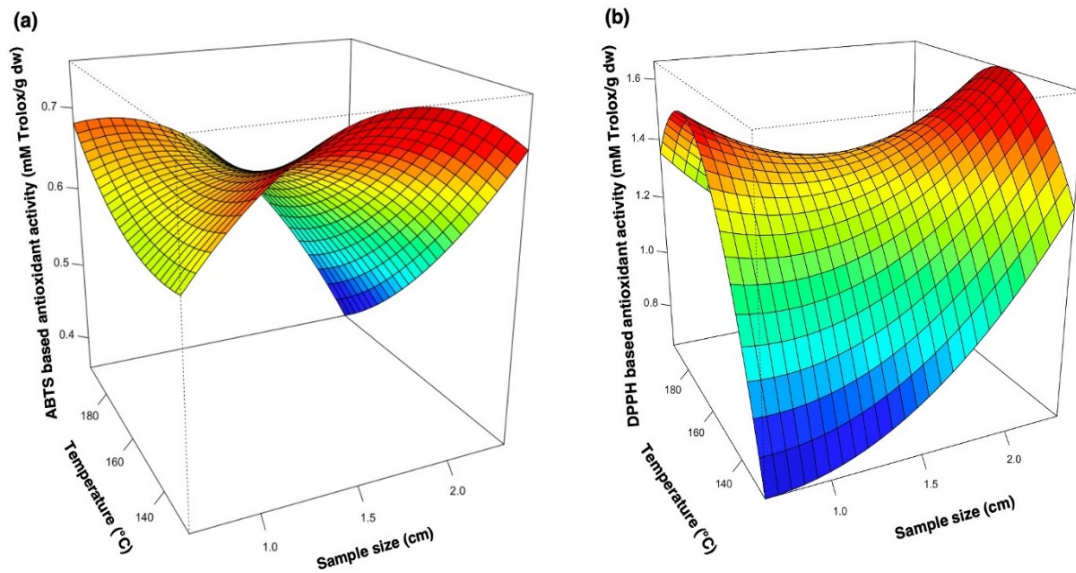 (a)
ABTS based antioxidant activity (mM Trolox/g dw)
0.7
0.6
0.5
0.4
180
160
140
Temperature (°C)
1.0
1.5
2.0
Sample size (cm)
(b)
DPPH based antioxidant activity (mM Trolox/g dw)
1.6
1.4
1.2
1.0
0.8
180
160
140
Temperature (°C)
1.0
1.5
2.0
Sample size (cm)